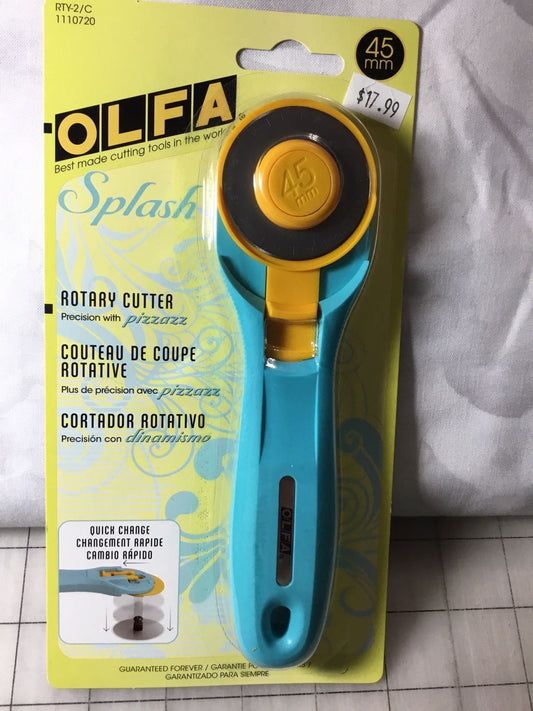 RTY-2/C
1110720
45
mm
$17.99
OLFA
Best made cutting tools in the
45
mm
Splash
ROTARY CUTTER
Precision with pizzazz
COUTEAU DE COUPE
ROTATIVE
Plus de précision avec pizzazz
CORTADOR ROTATIVO
Precisión con dinamismo
OLFA
QUICK CHANGE
CHANGEMENT RAPIDE
CAMBIO RÁPIDO
GUARANTEED FOREVER / GARANTIE
GARANTIZADO PARA SIEMPRE